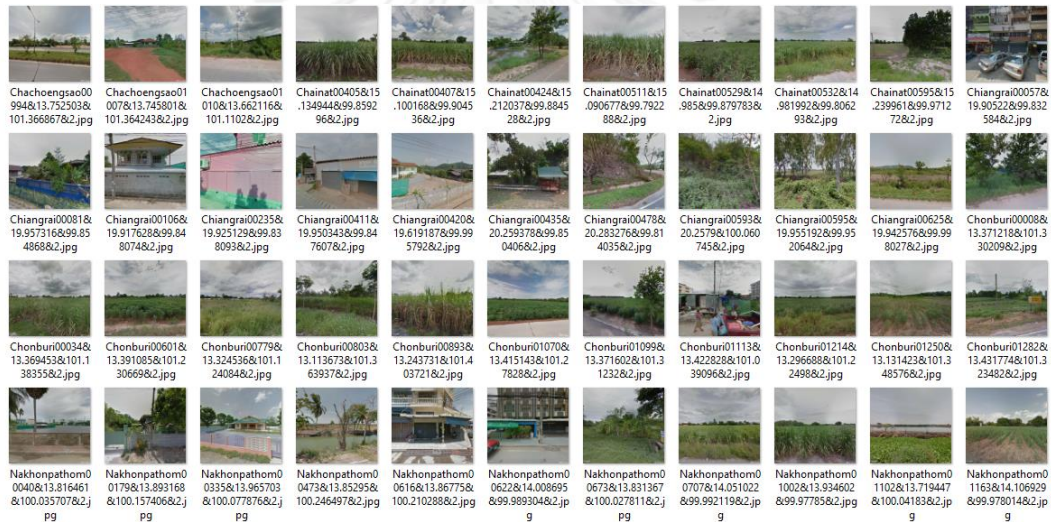 Chachoengsao00 Chachoengsao01 Chachoengsao01 Chainat00405&15 Chainat00407&15 Chainat00424&15 Chainat00511&15 Chainat00529&14 Chainat00532&14 Chainat00595&15 Chiangrai00057&
994&13.752503& 007&13.745801& 010&13.662116& .134944&99.8592 .100168&99.9045 .212037&99.8845 .090677&99.7922 .985&99.879783& .981992&99.8062 .239961&99.9712 19.90522&99.832
101.366867&2.jpg 101.364243&2.jpg 101.1102&2.jpg 96&2.jpg 36&2.jpg 28&2.jpg 88&2.jpg 2.jpg 93&2.jpg 72&2.jpg 584&2.jpg
Chiangrai00081& Chiangrai00106& Chiangrai00235& Chiangrai00411& Chiangrai00420& Chiangrai00435& Chiangrai00478& Chiangrai00593& Chiangrai00595& Chiangrai00625& Chonburi00008&
19.957316&99.85 19.917628&99.84 19.925129&99.83 19.950343&99.84 19.619187&99.99 20.259378&99.85 20.283276&99.81 20.2579&100.060 19.955192&99.95 19.942576&99.99 13.371218&101.3
4868&2.jpg 8074&2.jpg 8093&2.jpg 7607&2.jpg 5792&2.jpg 0406&2.jpg 4035&2.jpg 745&2.jpg 2064&2.jpg 8027&2.jpg 30209&2.jpg
Chonburi00034& Chonburi00601& Chonburi00779& Chonburi00803& Chonburi00893& Chonburi01070& Chonburi01099& Chonburi01113& Chonburi01214& Chonburi01250& Chonburi01282&
13.369453&101.1 13.391085&101.2 13.324536&101.1 13.113673&101.3 13.243731&101.4 13.415143&101.2 13.371602&101.3 13.422828&101.0 13.296688&101.2 13.131423&101.3 13.431774&101.3
38355&2.jpg 30669&2.jpg 24084&2.jpg 63937&2.jpg 03721&2.jpg 7828&2.jpg 01232&2.jpg 39096&2.jpg 2498&2.jpg 48576&2.jpg 23482&2.jpg
Nakhonpathom0 Nakhonpathom0 Nakhonpathom0 Nakhonpathom0 Nakhonpathom0 Nakhonpathom0 Nakhonpathom0 Nakhonpathom0 Nakhonpathom0 Nakhonpathom0 Nakhonpathom0
0040&13.816461 0179&13.893168 0335&13.965703 0473&13.85295& 0616&13.86775& 0622&14.008695 0673&13.831367 0707&14.051022 1002&13.934602 1102&13.719447 1163&14.106929
&100.035707&2.j &100.157406&2.j &100.077876&2.j 100.246497&2.jpg 100.210288&2.jpg &99.989304&2.jp &100.027811&2.j &99.992119&2.jp &99.97785&2.jp &100.04183&2.jp &99.978014&2.jp
pg pg pg g pg g g g g